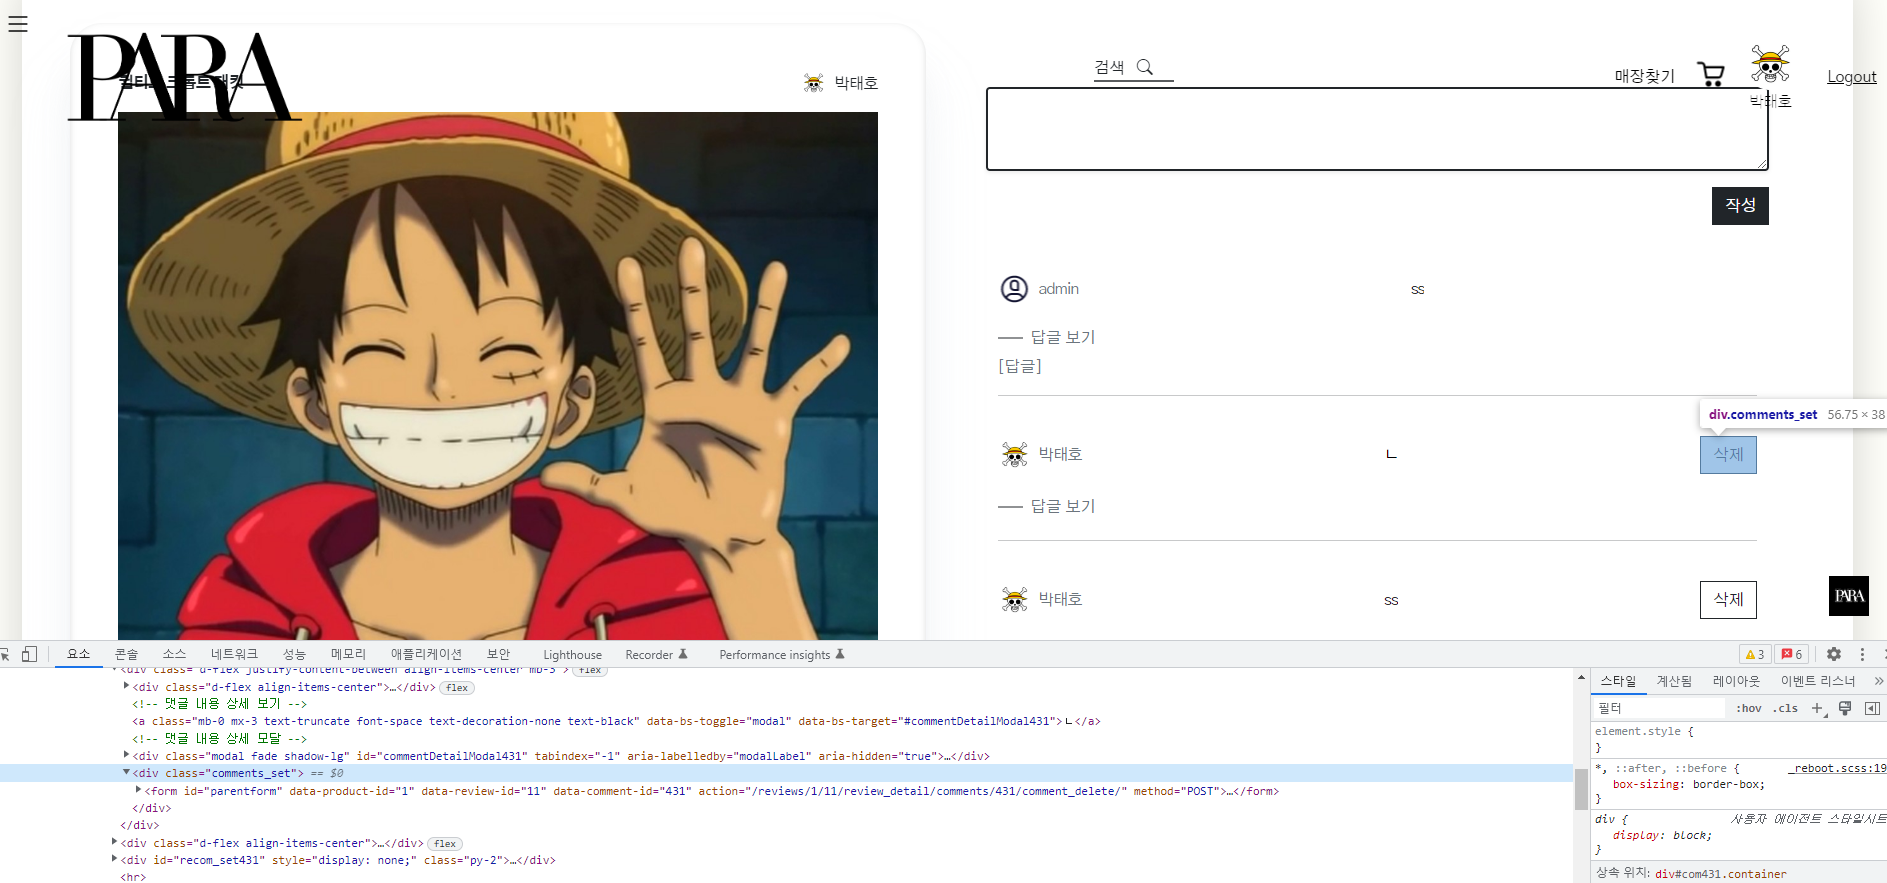 PARA
컬티드 크롭트 재킷
박태호
검색
매장찾기
박태호
Logout
작성
admin
ss
답글 보기
[답글]
div.comments_set 56.75 × 38
박태호
ㄴ
삭제
답글 보기
박태호
ss
삭제
PARA
요소 콘솔 소스 네트워크 성능 메모리 애플리케이션 보안 Lighthouse Recorder Performance insights 3 6
<div class="d-flex justify-content-between align-items-center mb-3"> flex
<div class="d-flex align-items-center">…</div> flex
<!-- 댓글 내용 상세 보기 -->
<a class="mb-0 mx-3 text-truncate font-space text-decoration-none text-black" data-bs-toggle="modal" data-bs-target="#commentDetailModal431">ㄴ</a>
<!-- 댓글 내용 상세 모달 -->
<div class="modal fade shadow-lg" id="commentDetailModal431" tabindex="-1" aria-labelledby="modalLabel" aria-hidden="true">…</div>
<div class="comments_set"> == $0
<form id="parentform" data-product-id="1" data-review-id="11" data-comment-id="431" action="/reviews/1/11/review_detail/comments/431/comment_delete/" method="POST">…</form>
</div>
</div>
<div class="d-flex align-items-center">…</div> flex
<div id="recom_set431" style="display: none;" class="py-2">…</div>
<hr>
스타일 계산됨 레이아웃 이벤트 리스너 »
필터 :hov .cls +
element.style {
}
*, ::after, ::before { _reboot.scss:19
box-sizing: border-box;
}
div { 사용자 에이전트 스타일시트
display: block;
}
상속 위치: div#com431.container